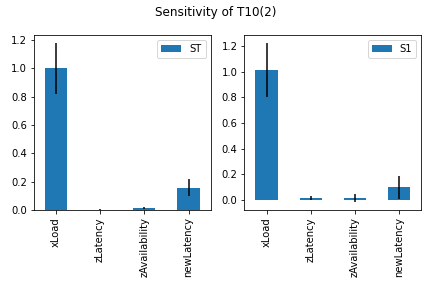 Sensitivity of T10(2)
ST
1.2
1.0
0.8
0.6
0.4
0.2
0.0
xLoad
zLatency
zAvailability
newLatency
S1
1.2
1.0
0.8
0.6
0.4
0.2
0.0
xLoad
zLatency
zAvailability
newLatency